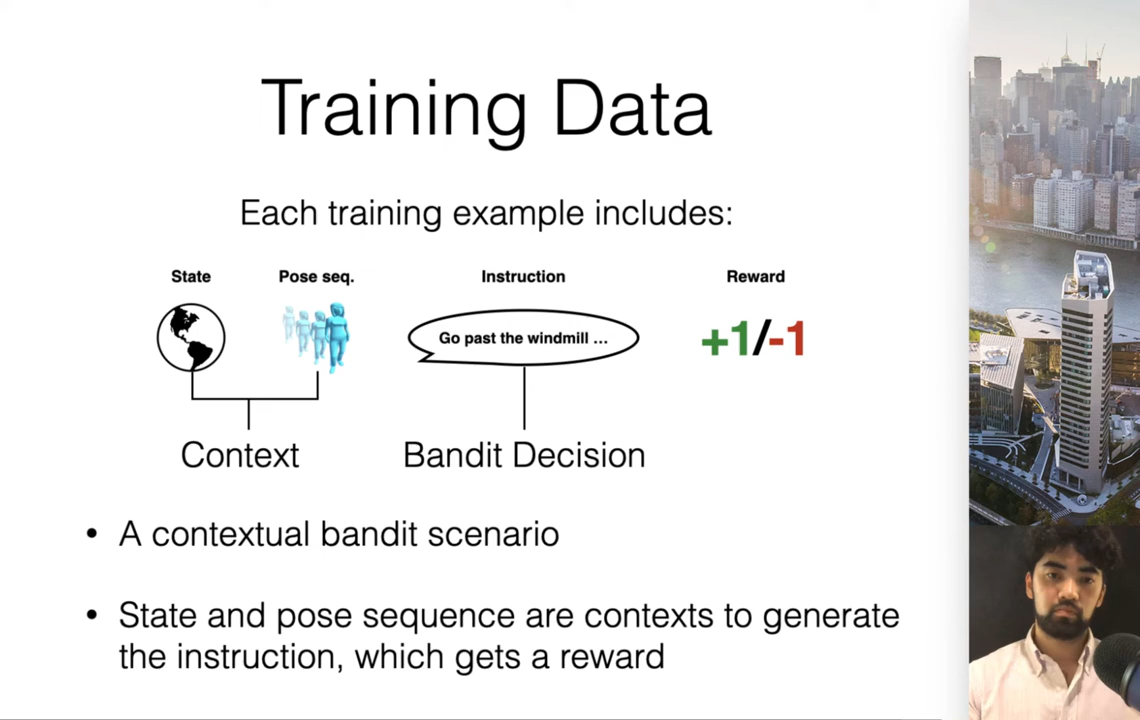 Training Data
Each training example includes:
State
Pose seq.
Instruction
Reward
Go past the windmill ...
+1/-1
Context
Bandit Decision
• A contextual bandit scenario
• State and pose sequence are contexts to generate
the instruction, which gets a reward